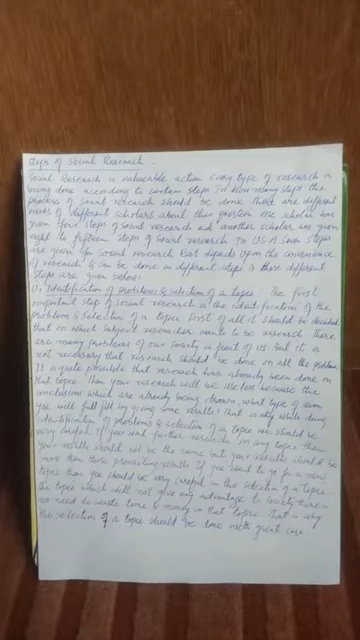 Steps of Social Research -
Social Research is valueable action Every type of research is
being done according to certain steps In How many steps the
problems of social research should be done There are different
views of different scholars about this question one scholar has
given four steps of social research and another scholar has given
eight to fifteen steps of social research In U.S.A seven steps
are given for social research Rest depends upon the convenience
of research & can be done in different steps & these different
steps are given below:
(1) Identification of problems & selection of a topic: The first
important step of social research is the identification of the
problems & selection of a topic first of all it should be decided
that on which subject researcher wants to be research There
are many problems of our society in front of us But it is
not necessary that research should be done on all the problems
It is quite possible that research has already been done on
that topic Then your research will be use less because the
conclusions which are already being drawn, what type of even
you will full fill by giving same results? That is why while doing
identification of problems & selection of a topic we should be
very careful If you want further research on any topic then
Your results should not be the same but your results should be
more than those preceding results If you want to go for a new
topic then you should be very careful in the selection of a topic
the topic which will not give any advantage to society there is
no need to waste time & money on that topic That is why
the selection of a topic should be done with great care.